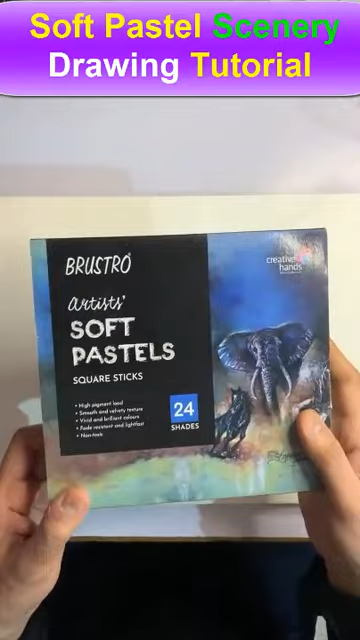 Soft Pastel Scenery
Drawing Tutorial
BRUSTRO
creative
hands
Artists'
SOFT
PASTELS
SQUARE STICKS
• High pigment load
• Smooth and velvety texture
• Vivid and brilliant colours
• Fade resistant and lightfast
• Non-toxic
24
SHADES